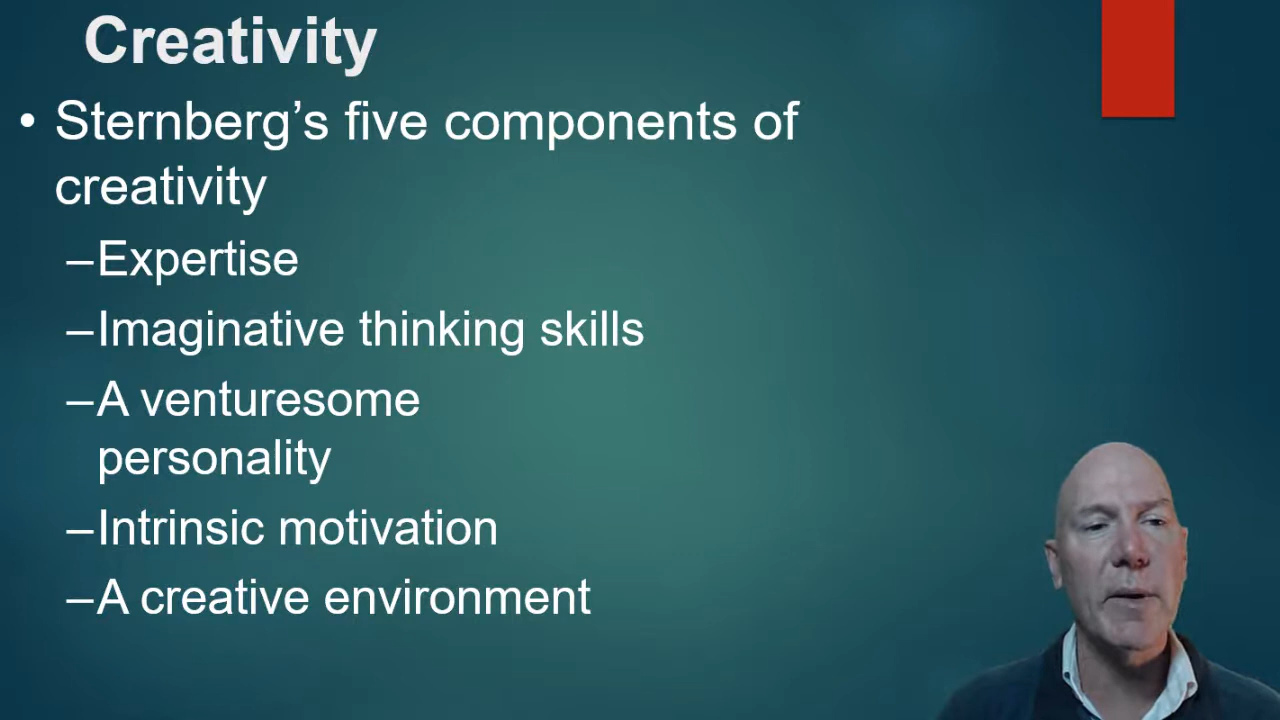 Creativity
• Sternberg’s five components of
creativity
–Expertise
–Imaginative thinking skills
–A venturesome
personality
–Intrinsic motivation
–A creative environment